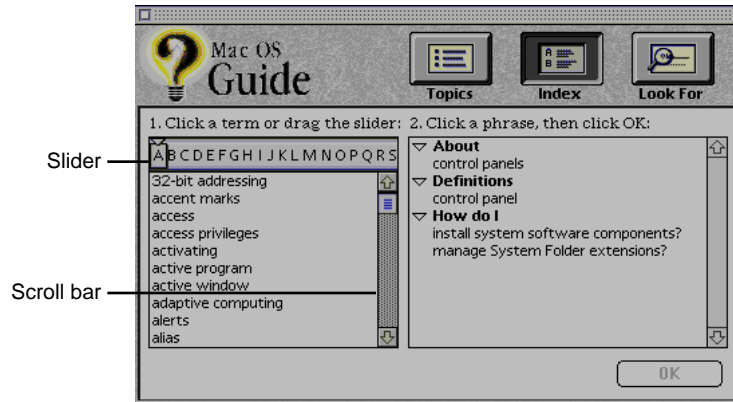 Mac OS
Guide
Topics
Index
Look For
1. Click a term or drag the slider:
2. Click a phrase, then click OK:
Slider
A B C D E F G H I J K L M N O P Q R S
32-bit addressing
accent marks
access
access privileges
activating
active program
active window
adaptive computing
alerts
alias
Scroll bar
About
control panels
Definitions
control panel
How do I
install system software components?
manage System Folder extensions?
OK